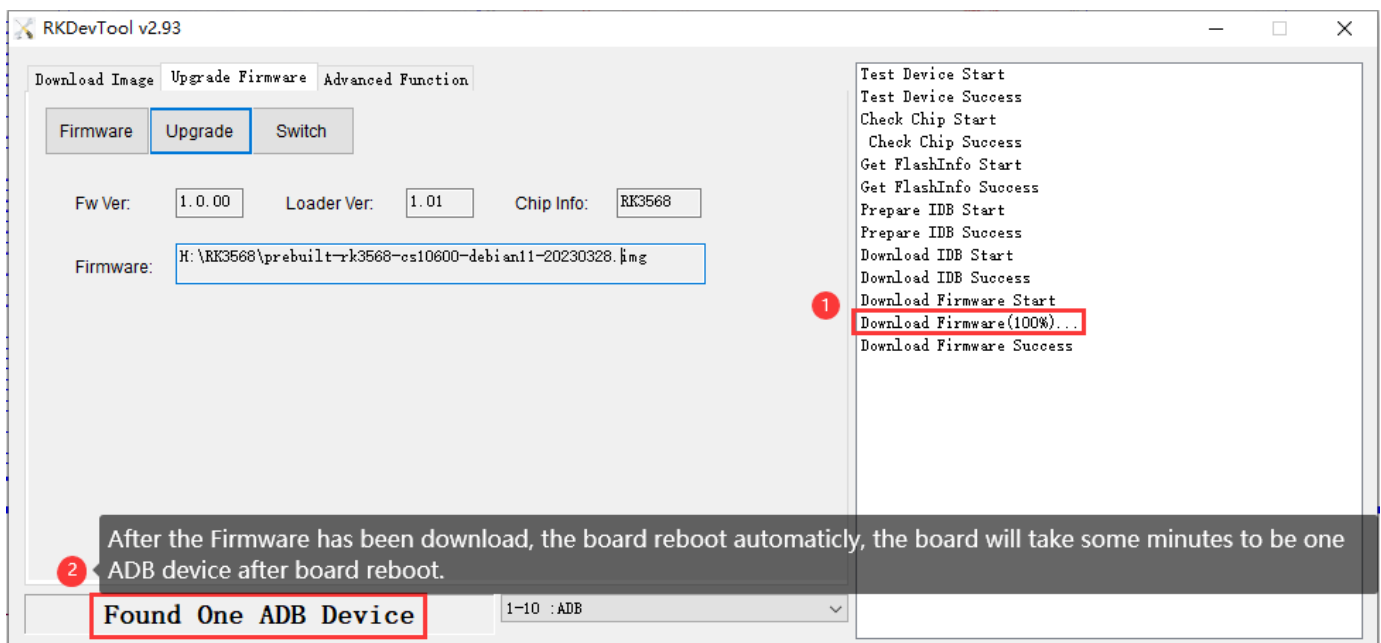 RKDevTool v2.93
Download Image Upgrade Firmware Advanced Function
Firmware Upgrade Switch
Fw Ver: 1.0.00 Loader Ver: 1.01 Chip Info: RK3568
Firmware: H:\RK3568\prebuilt-rk3568-cs10600-debian11-20230328.img
Test Device Start
Test Device Success
Check Chip Start
Check Chip Success
Get FlashInfo Start
Get FlashInfo Success
Prepare IDB Start
Prepare IDB Success
Download IDB Start
Download IDB Success
Download Firmware Start
1 Download Firmware(100%)...
Download Firmware Success
After the Firmware has been download, the board reboot automaticly, the board will take some minutes to be one
2 ADB device after board reboot.
Found One ADB Device
1-10 :ADB